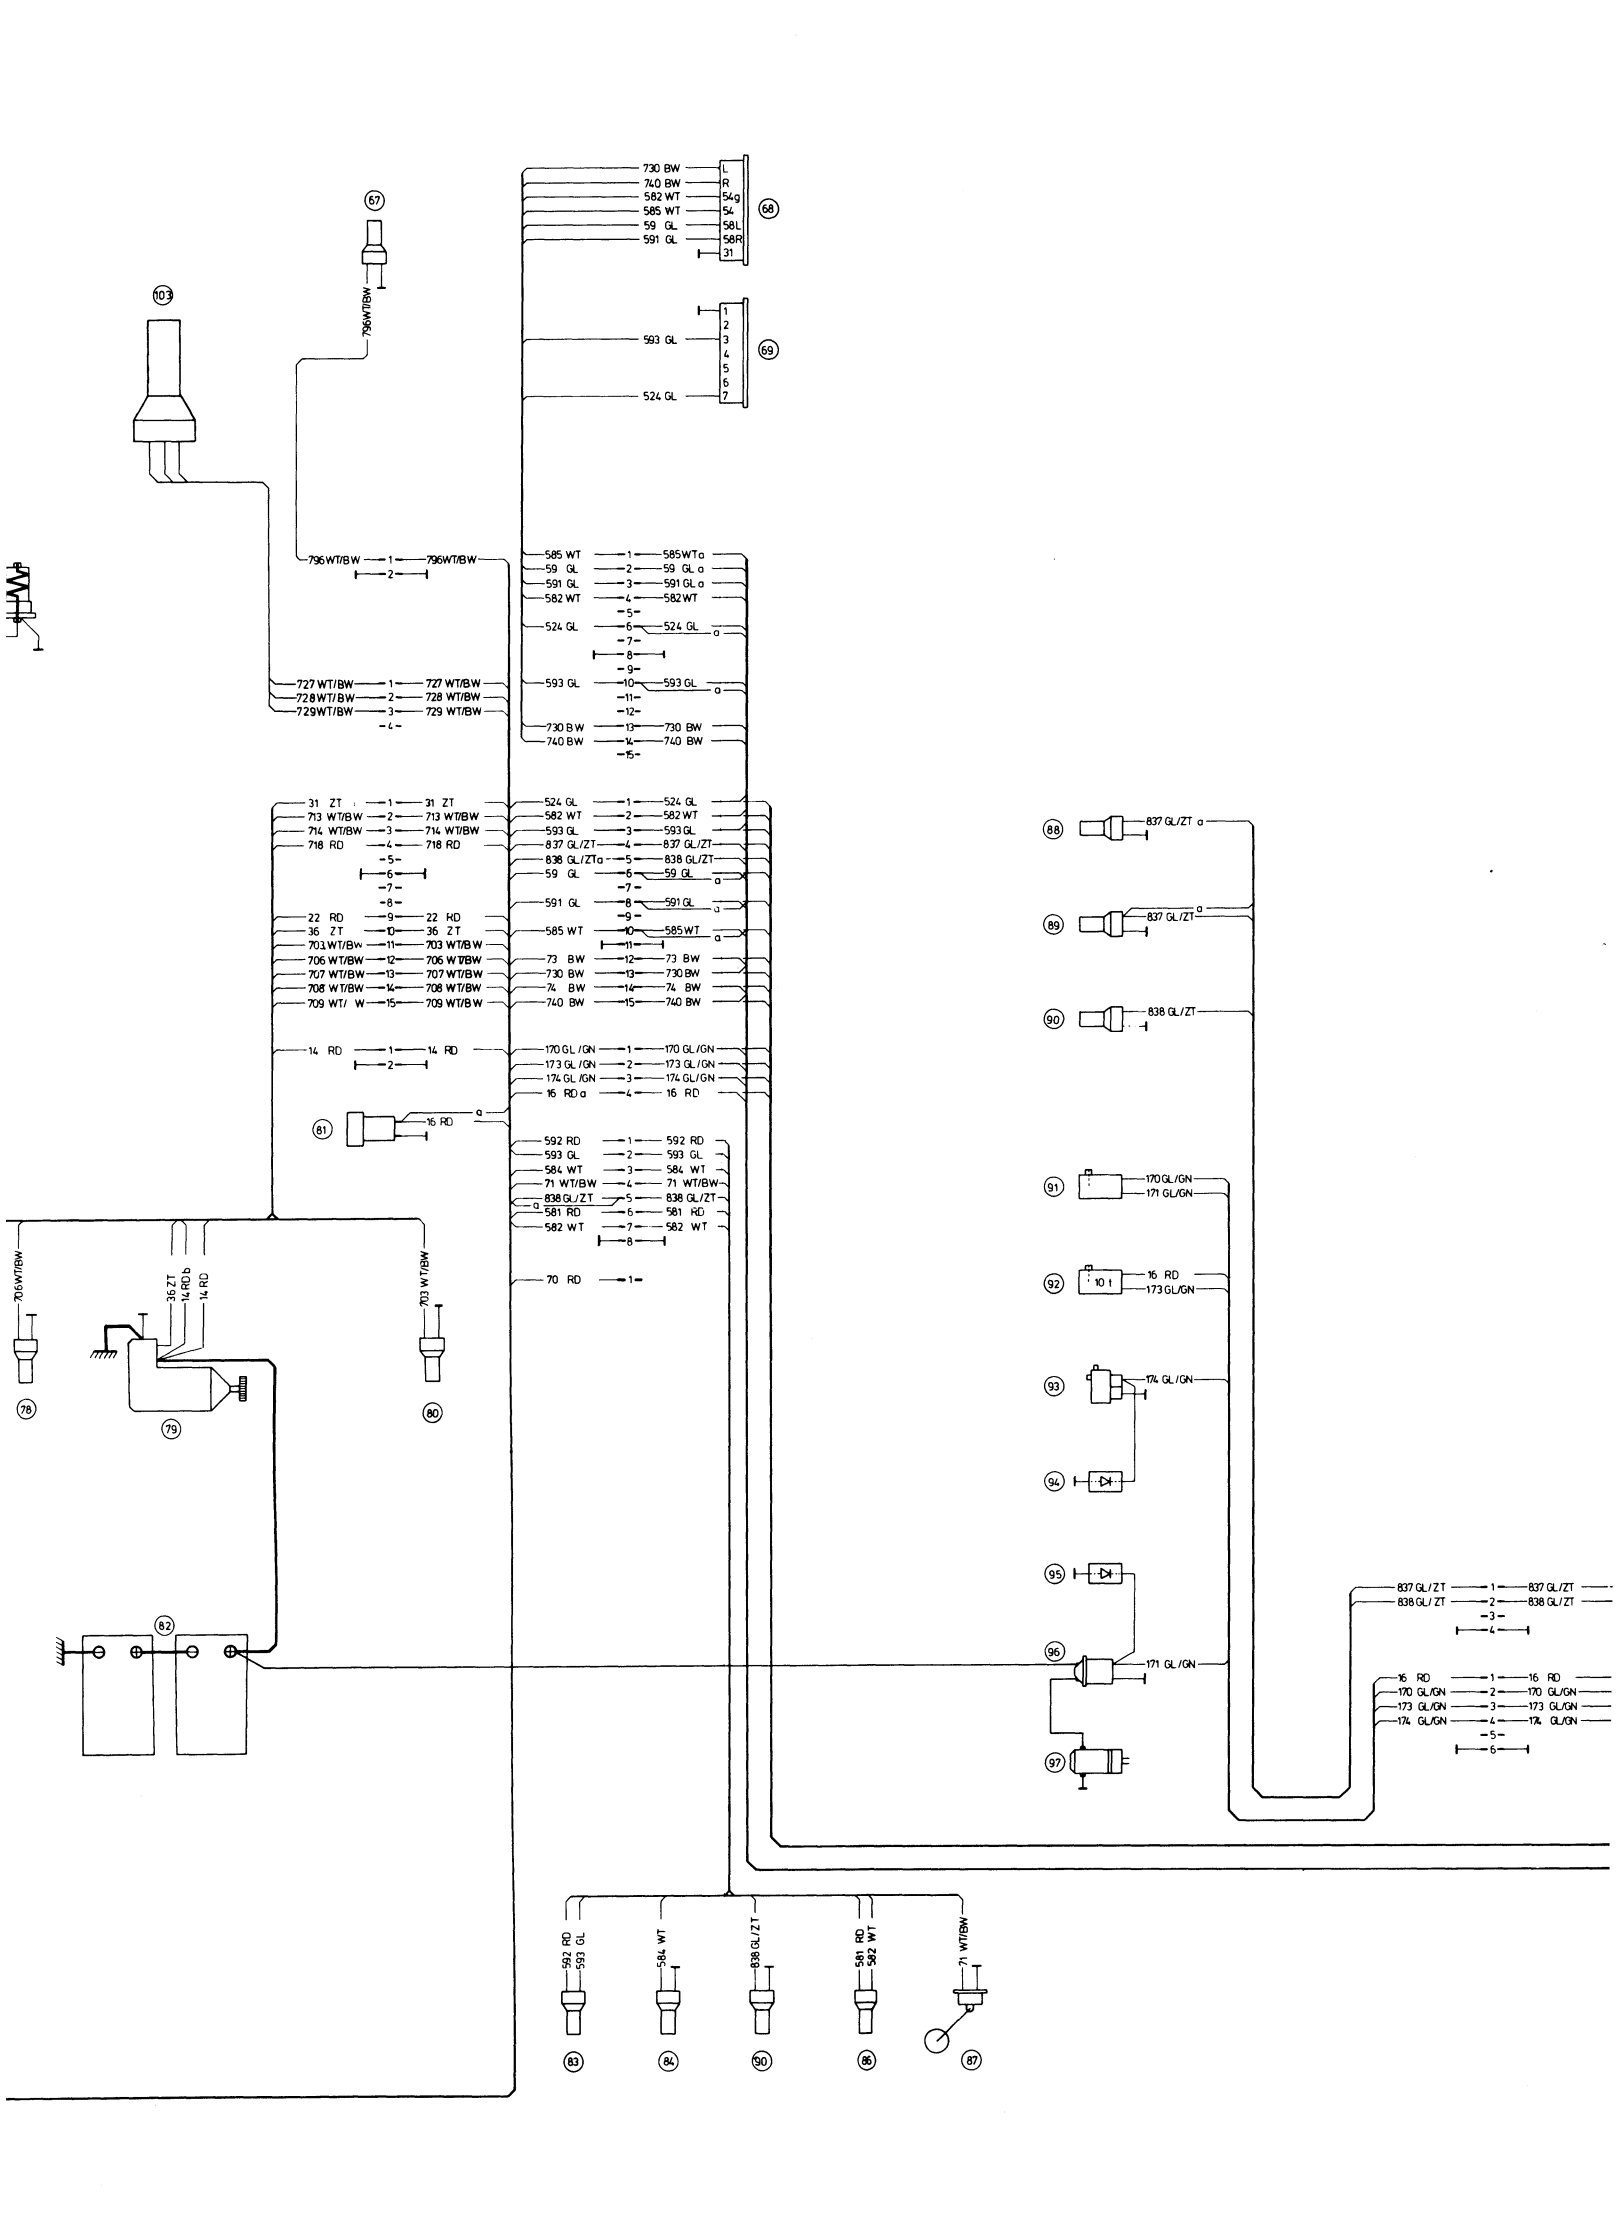 730 BW L
740 BW R
582 WT 54g
585 WT 54
59 GL 58L
591 GL 58R
31
68
67
796WT/BW
103
1
2
593 GL 3
4
5
6
524 GL 7
69
796WT/BW 1 796WT/BW
2
727 WT/BW 1 727 WT/BW
728WT/BW 2 728 WT/BW
729WT/BW 3 729 WT/BW
4
585 WT 1 585WTa
59 GL 2 59 GL a
591 GL 3 591 GL a
582 WT 4 582WT
5
524 GL 6 524 GL
a
7
8
9
593 GL 10 593 GL
a
11
12
730 BW 13 730 BW
740 BW 14 740 BW
15
31 ZT 1 31 ZT
713 WT/BW 2 713 WT/BW
714 WT/BW 3 714 WT/BW
718 RD 4 718 RD
5
6
7
8
22 RD 9 22 RD
36 ZT 10 36 ZT
703 WT/BW 11 703 WT/BW
706 WT/BW 12 706 WT/BW
707 WT/BW 13 707 WT/BW
708 WT/BW 14 708 WT/BW
709 WT/ W 15 709 WT/BW
14 RD 1 14 RD
2
524 GL 1 524 GL
582 WT 2 582 WT
593 GL 3 593 GL
837 GL/ZT 4 837 GL/ZT
838 GL/ZTa 5 838 GL/ZT
59 GL 6 59 GL
a
7
591 GL 8 591 GL
a
9
585 WT 10 585WT
a
11
73 BW 12 73 BW
730 BW 13 730 BW
74 BW 14 74 BW
740 BW 15 740 BW
170 GL/GN 1 170 GL/GN
173 GL/GN 2 173 GL/GN
174 GL/GN 3 174 GL/GN
16 RD a 4 16 RD
a
16 RD
81
592 RD 1 592 RD
593 GL 2 593 GL
584 WT 3 584 WT
71 WT/BW 4 71 WT/BW
838 GL/ZT 5 838 GL/ZT
a
581 RD 6 581 RD
582 WT 7 582 WT
8
70 RD 1
706 WT/BW
36 ZT
14 RD b
14 RD
703 WT/BW
78
79
80
82
88
837 GL/ZT a
89
a
837 GL/ZT
90
838 GL/ZT
91
170 GL/GN
171 GL/GN
92
10 t
16 RD
173 GL/GN
93
174 GL/GN
94
95
96
171 GL/GN
97
837 GL/ZT 1 837 GL/ZT
838 GL/ZT 2 838 GL/ZT
3
4
16 RD 1 16 RD
170 GL/GN 2 170 GL/GN
173 GL/GN 3 173 GL/GN
174 GL/GN 4 174 GL/GN
5
6
592 RD
593 GL
584 WT
838 GL/ZT
581 RD
582 WT
71 WT/BW
83
84
90
86
87